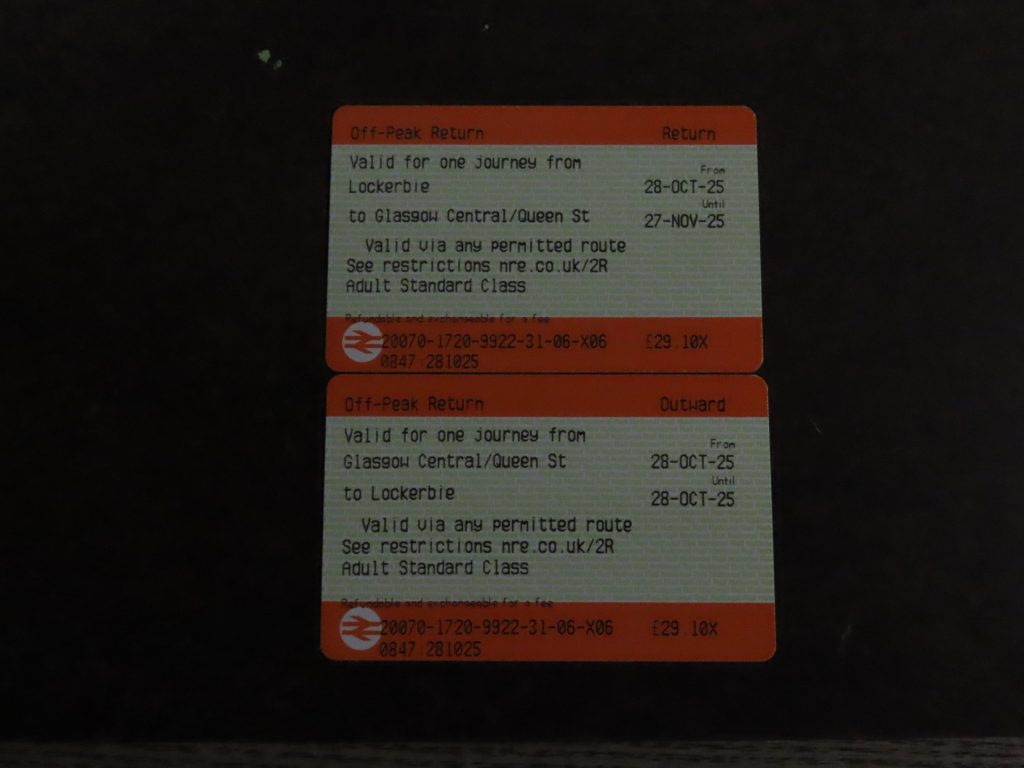 Off-Peak Return Return
Valid for one journey from
From
Lockerbie 28-OCT-25
Until
to Glasgow Central/Queen St 27-NOV-25
Valid via any permitted route
See restrictions nre.co.uk/2R
Adult Standard Class
Refundable and exchangeable for a fee
20070-1720-9922-31-06-X06 £29.10X
0847 281025
Off-Peak Return Outward
Valid for one journey from
From
Glasgow Central/Queen St 28-OCT-25
Until
to Lockerbie 28-OCT-25
Valid via any permitted route
See restrictions nre.co.uk/2R
Adult Standard Class
Refundable and exchangeable for a fee
20070-1720-9922-31-06-X06 £29.10X
0847 281025